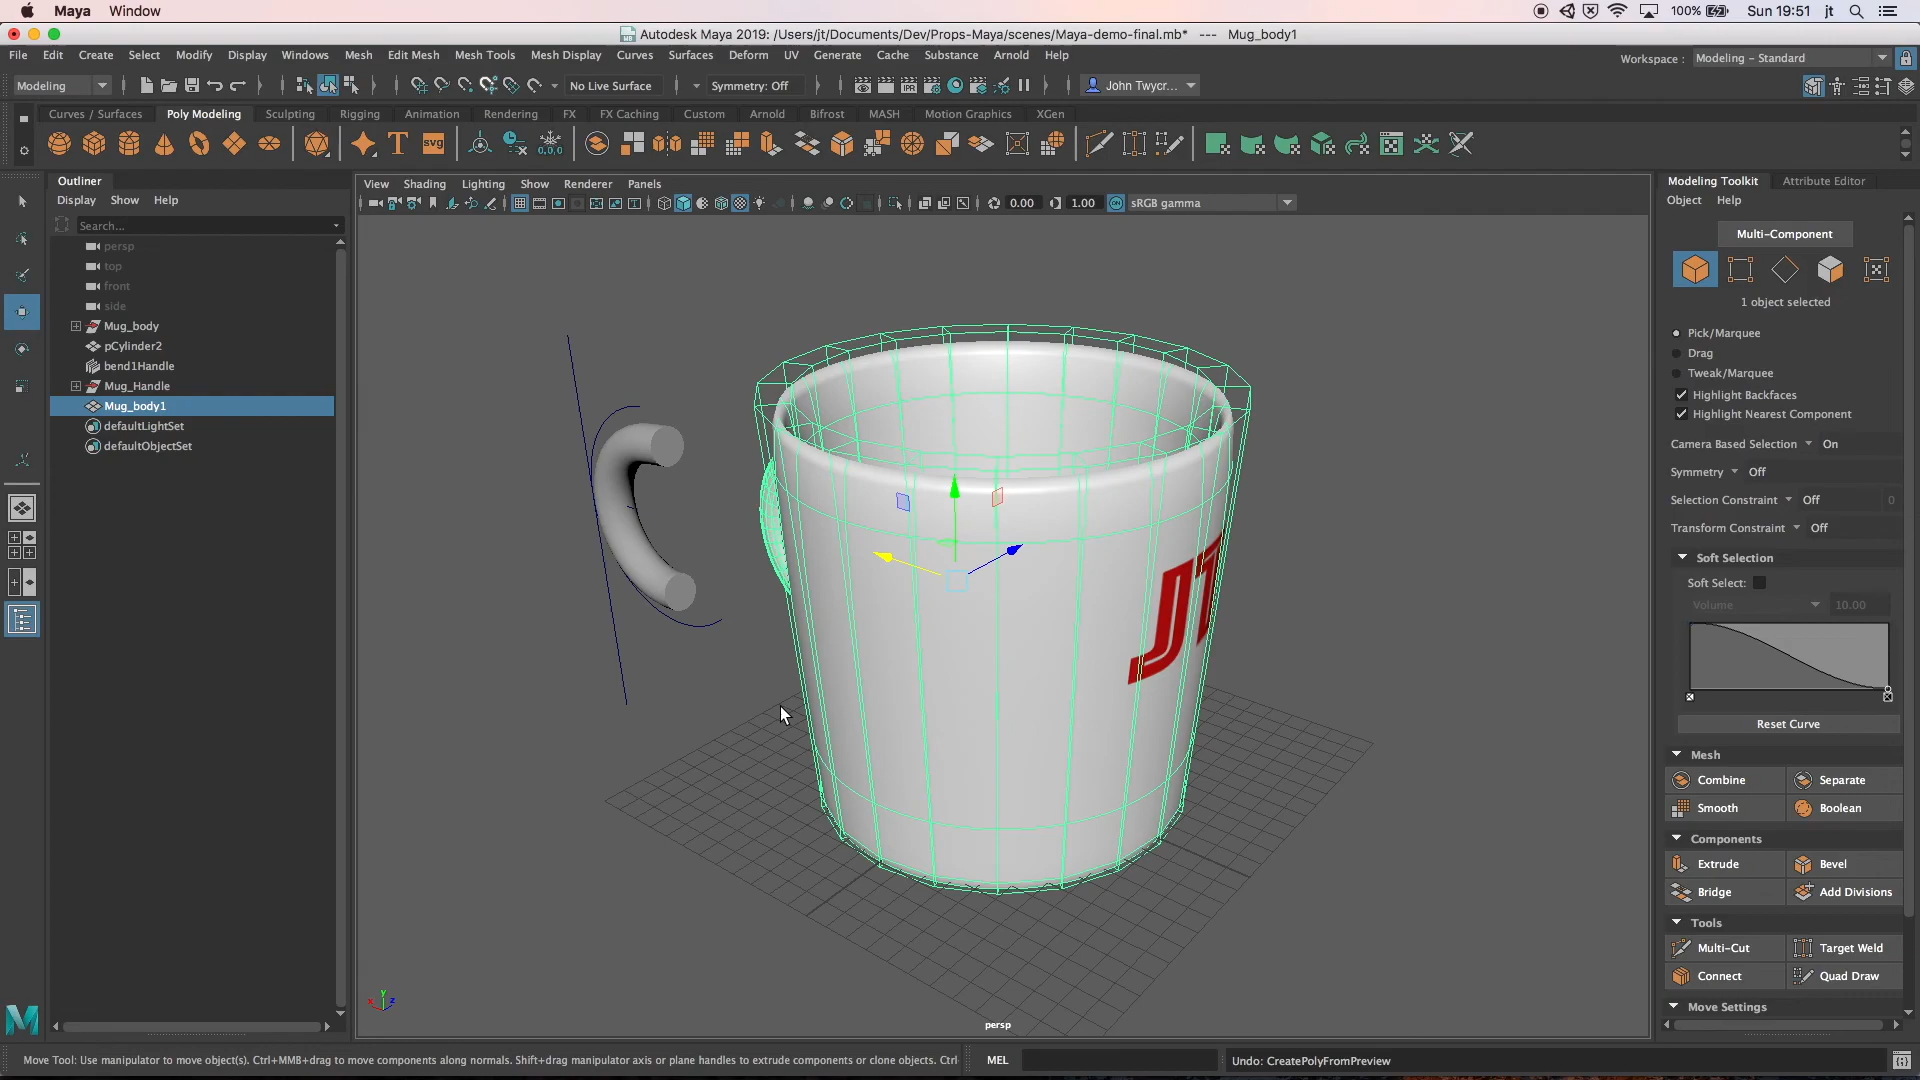 Maya Window 100% Sun 19:51 jt
Autodesk Maya 2019: /Users/jt/Documents/Dev/Props-Maya/scenes/Maya-demo-final.mb* --- Mug_body1
File Edit Create Select Modify Display Windows Mesh Edit Mesh Mesh Tools Mesh Display Curves Surfaces Deform UV Generate Cache Substance Arnold Help Workspace : Modeling - Standard
Modeling No Live Surface Symmetry: Off IPR John Twycr...
Curves / Surfaces Poly Modeling Sculpting Rigging Animation Rendering FX FX Caching Custom Arnold Bifrost MASH Motion Graphics XGen
T svg 0,0,0
Outliner
Display Show Help
Search...
persp
top
front
side
Mug_body
pCylinder2
bend1Handle
Mug_Handle
Mug_body1
defaultLightSet
defaultObjectSet
View Shading Lighting Show Renderer Panels
0.00 1.00 ON sRGB gamma
J
y
x z
persp
Modeling Toolkit Attribute Editor
Object Help
Multi-Component
1 object selected
Pick/Marquee
Drag
Tweak/Marquee
Highlight Backfaces
Highlight Nearest Component
Camera Based Selection On
Symmetry Off
Selection Constraint Off 0
Transform Constraint Off
Soft Selection
Soft Select:
Volume 10.00
Reset Curve
Mesh
Combine Separate
Smooth Boolean
Components
Extrude Bevel
Bridge Add Divisions
Tools
Multi-Cut Target Weld
Connect Quad Draw
Move Settings
M
Move Tool: Use manipulator to move object(s). Ctrl+MMB+drag to move components along normals. Shift+drag manipulator axis or plane handles to extrude components or clone objects. Ctrl MEL Undo: CreatePolyFromPreview